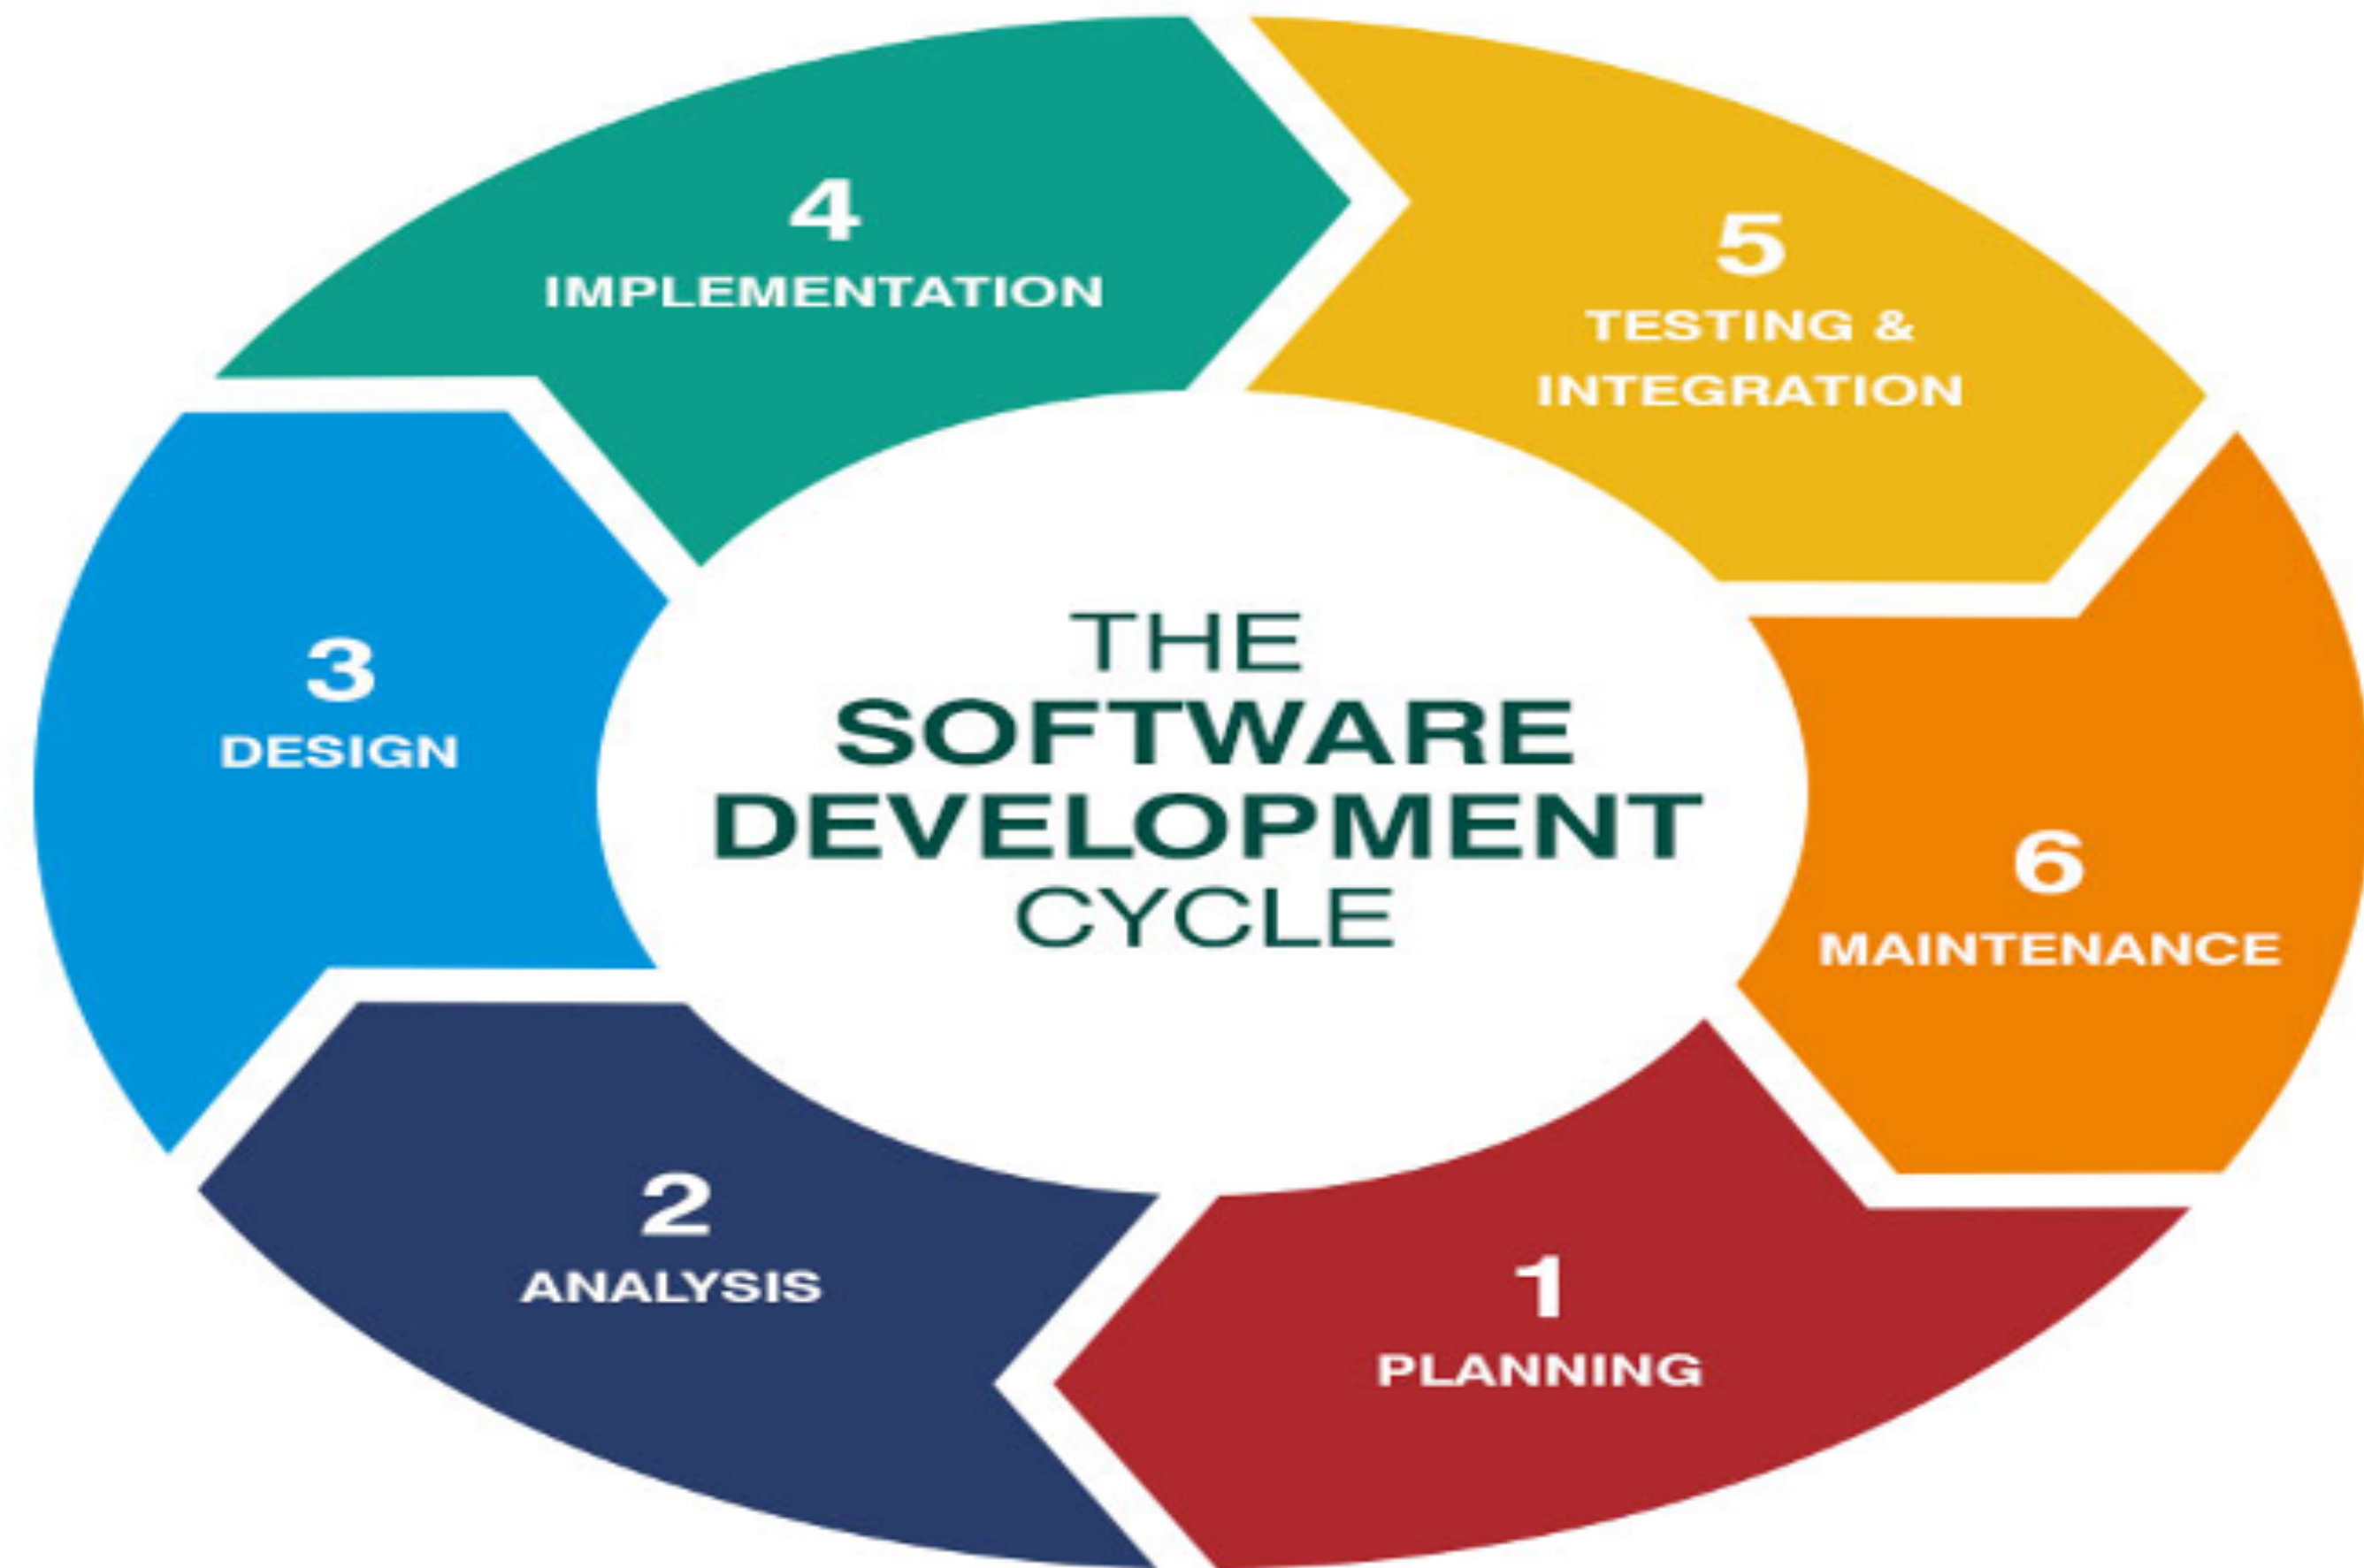 THE
SOFTWARE
DEVELOPMENT
CYCLE
1
PLANNING
2
ANALYSIS
3
DESIGN
4
IMPLEMENTATION
5
TESTING &
INTEGRATION
6
MAINTENANCE